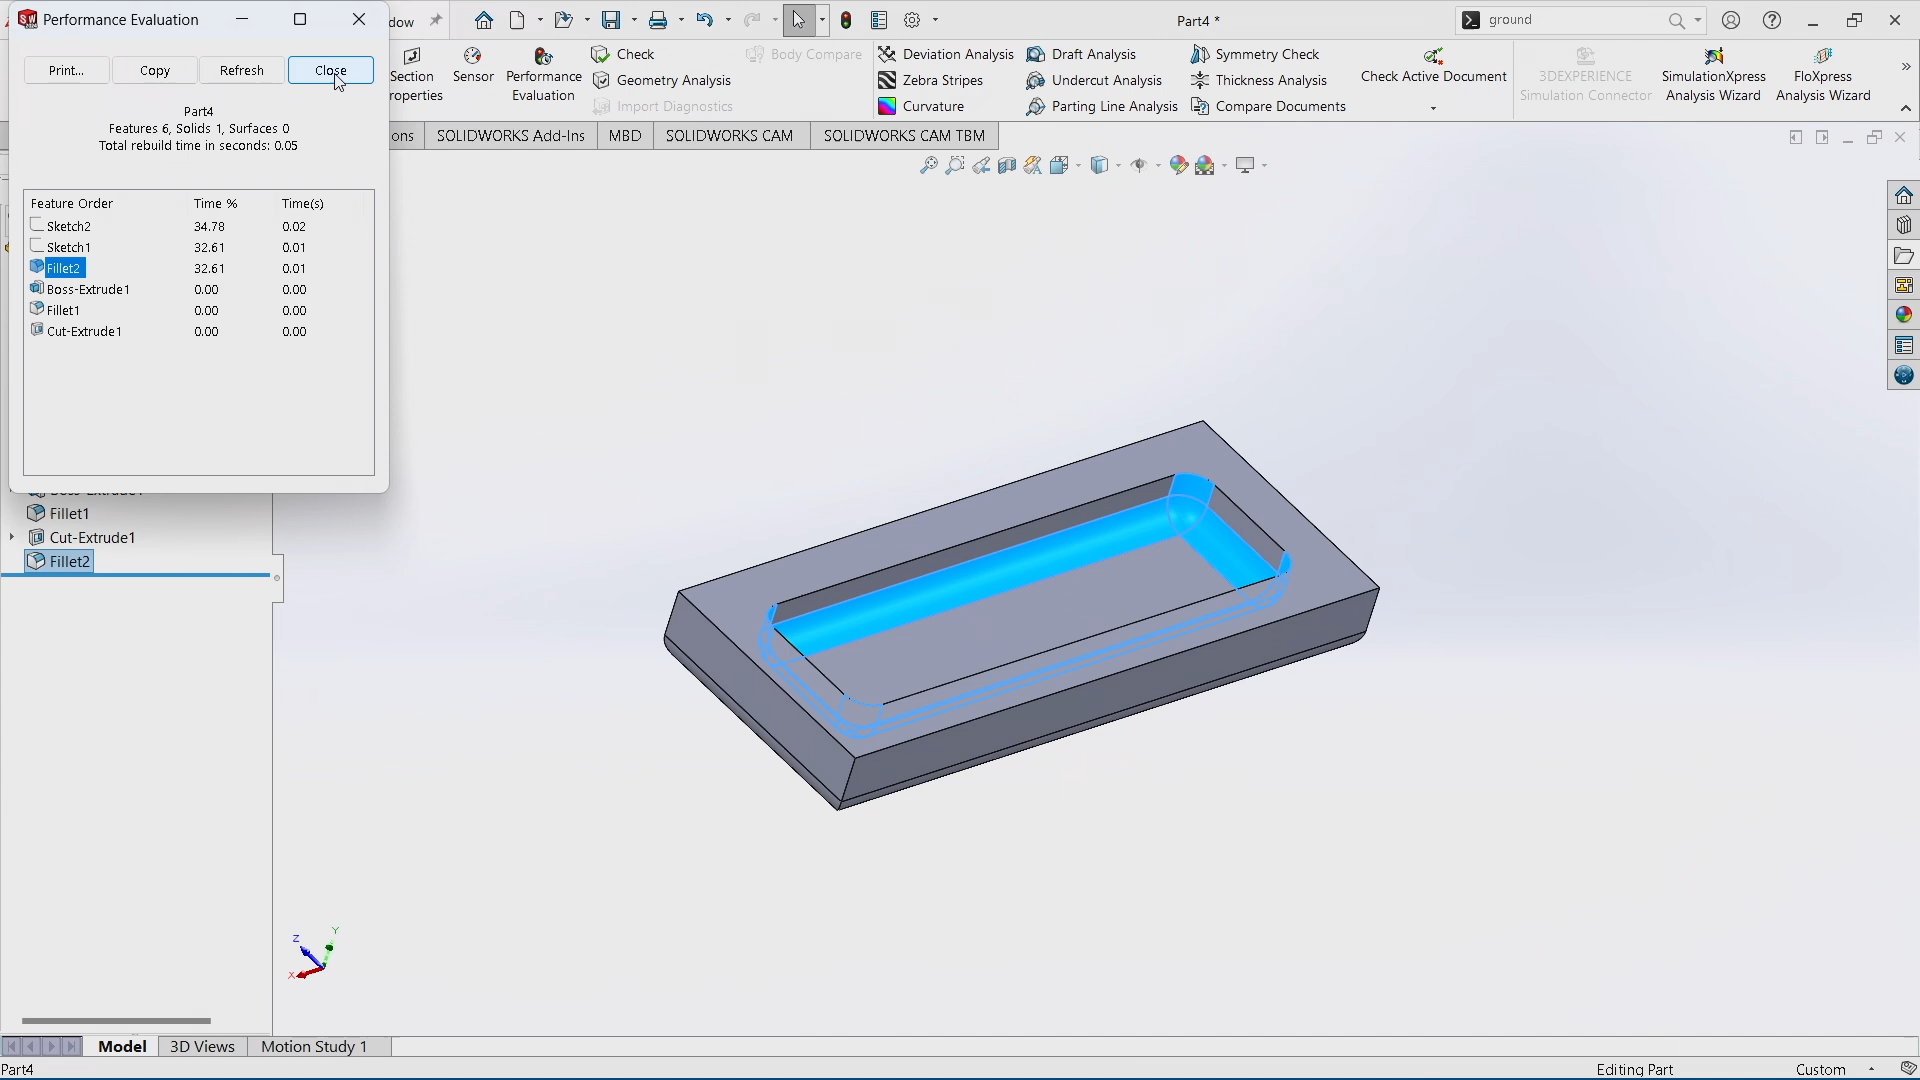 Performance Evaluation
Print...
Copy
Refresh
Close
Part4
Features 6, Solids 1, Surfaces 0
Total rebuild time in seconds: 0.05
Feature Order Time % Time(s)
Sketch2 34.78 0.02
Sketch1 32.61 0.01
Fillet2 32.61 0.01
Boss-Extrude1 0.00 0.00
Fillet1 0.00 0.00
Cut-Extrude1 0.00 0.00
dow
Part4 *
ground
Section
roperties
Sensor
Performance
Evaluation
Check
Geometry Analysis
Import Diagnostics
Body Compare
Deviation Analysis
Zebra Stripes
Curvature
Draft Analysis
Undercut Analysis
Parting Line Analysis
Symmetry Check
Thickness Analysis
Compare Documents
Check Active Document
3DEXPERIENCE
Simulation Connector
SimulationXpress
Analysis Wizard
FloXpress
Analysis Wizard
ons
SOLIDWORKS Add-Ins
MBD
SOLIDWORKS CAM
SOLIDWORKS CAM TBM
Boss-Extrude1
Fillet1
Cut-Extrude1
Fillet2
Z
Y
X
Model
3D Views
Motion Study 1
Part4
Editing Part
Custom